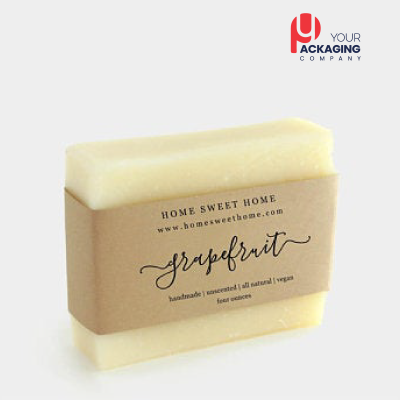 YOUR
PACKAGING
COMPANY
HOME SWEET HOME
www.homesweethome.com
grapefruit
handmade | unscented | all natural | vegan
four ounces